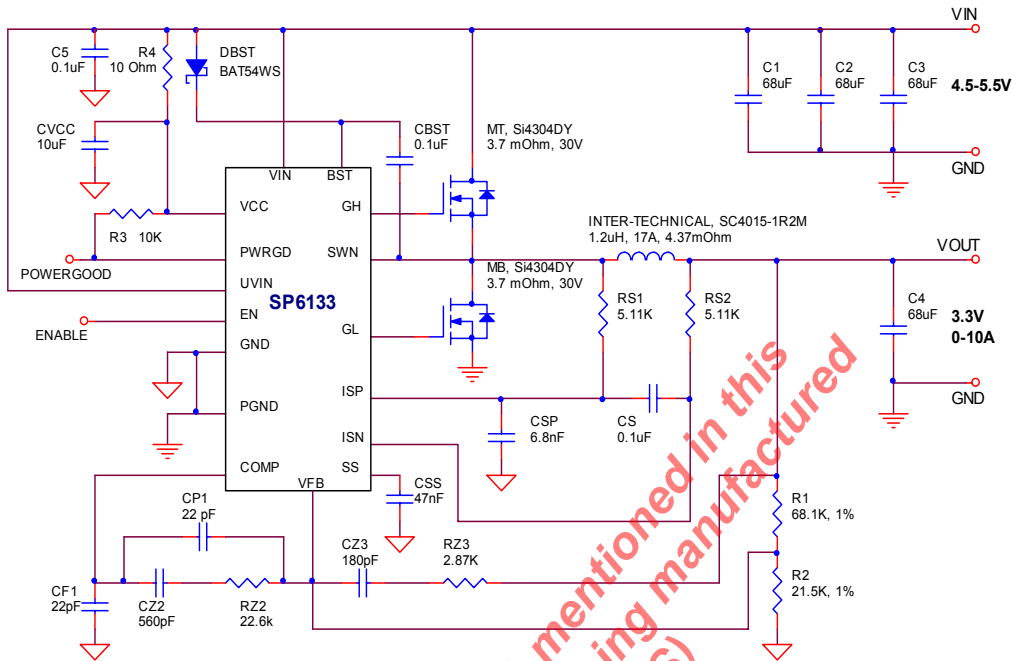 VIN
C5
0.1uF
R4
10 Ohm
DBST
BAT54WS
C1
68uF
C2
68uF
C3
68uF
4.5-5.5V
CVCC
10uF
CBST
0.1uF
MT, Si4304DY
3.7 mOhm, 30V
GND
VIN
BST
VCC
GH
R3 10K
INTER-TECHNICAL, SC4015-1R2M
1.2uH, 17A, 4.37mOhm
PWRGD
SWN
VOUT
POWERGOOD
UVIN
MB, Si4304DY
3.7 mOhm, 30V
SP6133
RS1
5.11K
RS2
5.11K
C4
68uF
3.3V
0-10A
EN
ENABLE
GL
GND
ISP
GND
PGND
CSP
6.8nF
CS
0.1uF
ISN
COMP
SS
VFB
CSS
47nF
CP1
22 pF
R1
68.1K, 1%
CZ3
180pF
RZ3
2.87K
CF1
22pF
CZ2
560pF
RZ2
22.6k
R2
21.5K, 1%
mentioned in this
ing manufactured